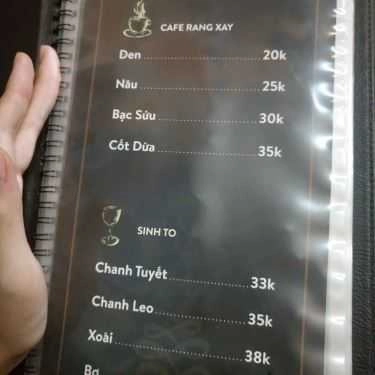 CAFE RANG XAY
Đen 20k
Nâu 25k
Bạc Sửu 30k
Cốt Dừa 35k
SINH TO
Chanh Tuyết 33k
Chanh Leo 35k
Xoài 38k
Bơ